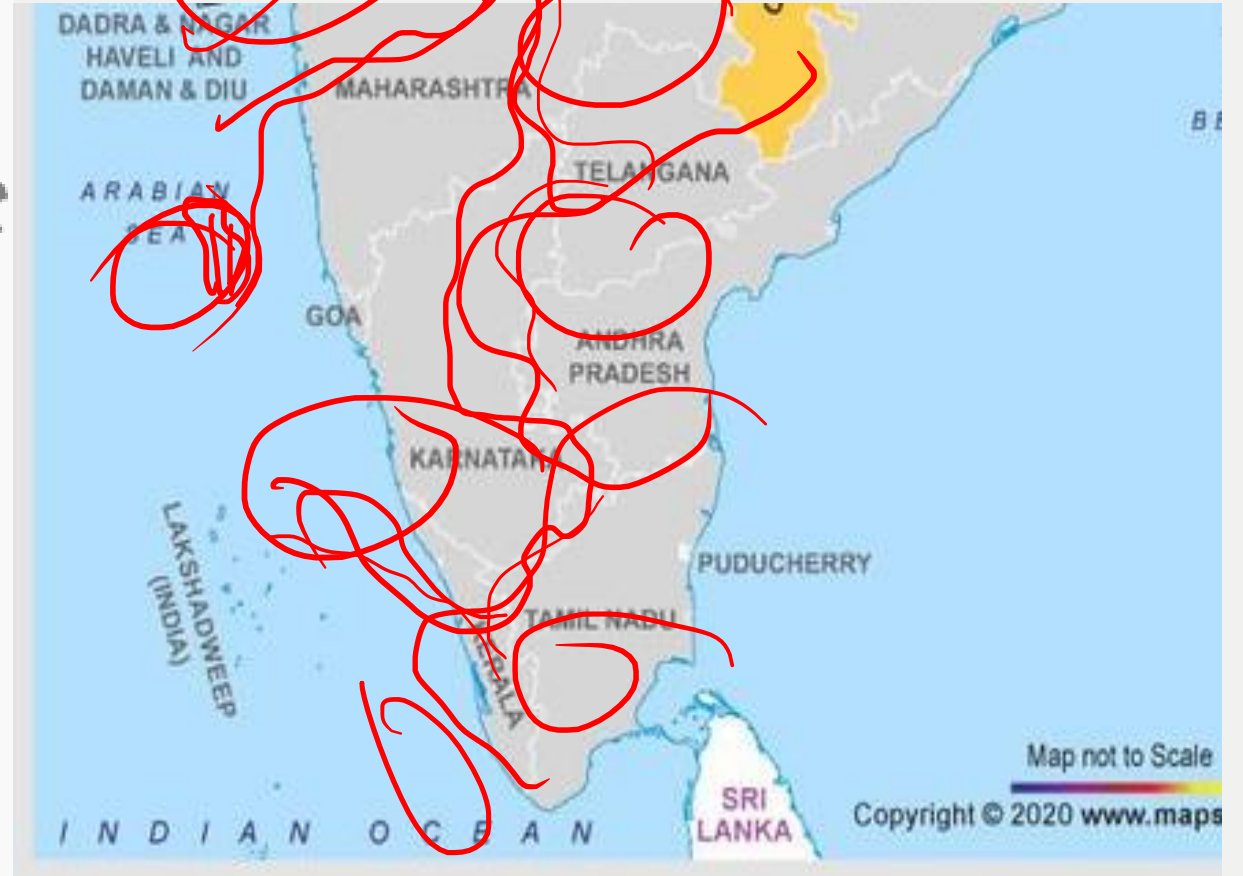 DADRA & NAGAR
HAVELI AND
DAMAN & DIU
MAHARASHTRA
TELANGANA
ARABIAN
SEA
GOA
ANDHRA
PRADESH
KARNATAKA
LAKSHADWEEP
(INDIA)
PUDUCHERRY
TAMIL NADU
KERALA
Map not to Scale
SRI
LANKA
Copyright © 2020 www.maps
INDIAN OCEAN